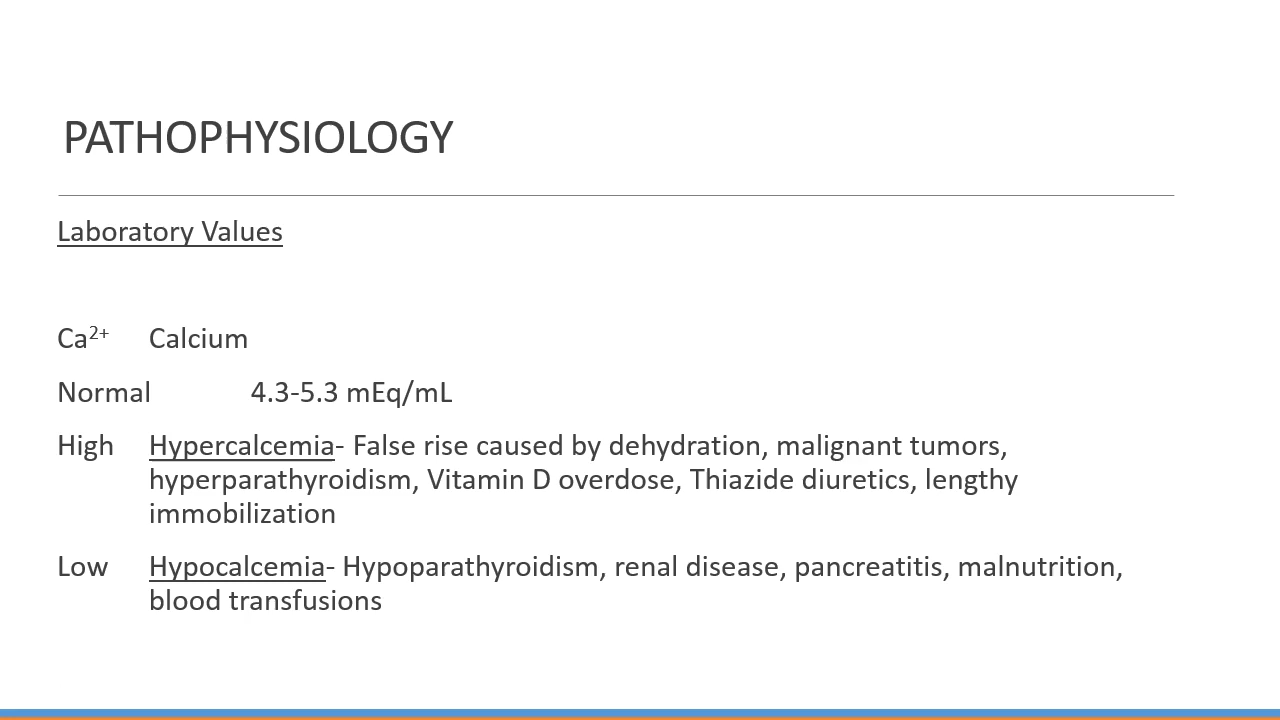 PATHOPHYSIOLOGY
Laboratory Values
Ca²⁺ Calcium
Normal 4.3-5.3 mEq/mL
High Hypercalcemia- False rise caused by dehydration, malignant tumors,
hyperparathyroidism, Vitamin D overdose, Thiazide diuretics, lengthy
immobilization
Low Hypocalcemia- Hypoparathyroidism, renal disease, pancreatitis, malnutrition,
blood transfusions